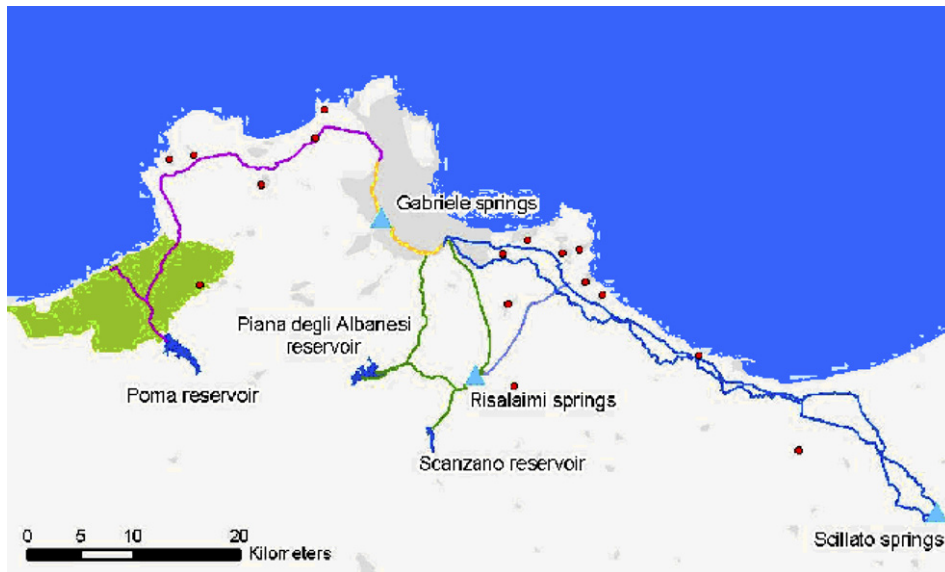 Gabriele springs
Piana degli Albanesi
reservoir
Poma reservoir
Risalaimi springs
Scanzano reservoir
Scillato springs
0 5 10 20
Kilometers